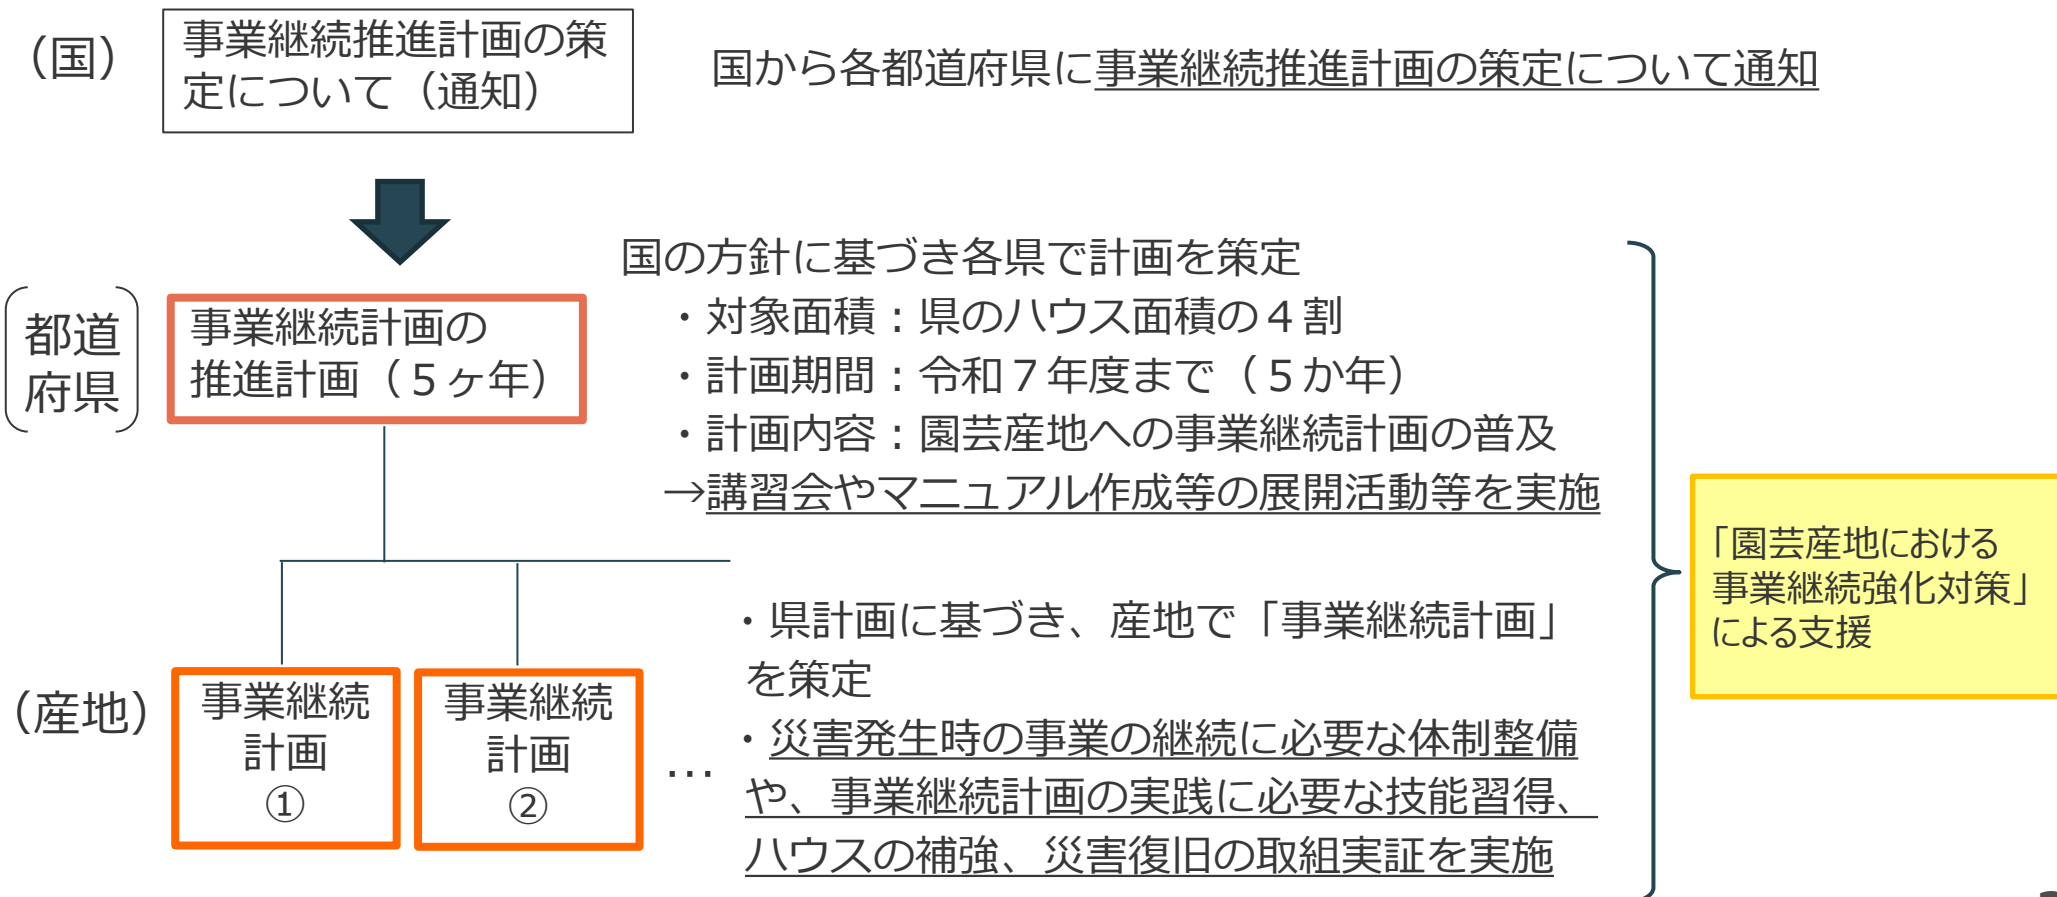 （国）
事業継続推進計画の策
定について（通知）
国から各都道府県に事業継続推進計画の策定について通知
都道
府県
事業継続計画の
推進計画（５ヶ年）
国の方針に基づき各県で計画を策定
・対象面積：県のハウス面積の４割
・計画期間：令和７年度まで（５か年）
・計画内容：園芸産地への事業継続計画の普及
→講習会やマニュアル作成等の展開活動等を実施
「園芸産地における
事業継続強化対策」
による支援
（産地）
事業継続
計画
①
事業継続
計画
②
…
・県計画に基づき、産地で「事業継続計画」
を策定
・災害発生時の事業の継続に必要な体制整備
や、事業継続計画の実践に必要な技能習得、
ハウスの補強、災害復旧の取組実証を実施